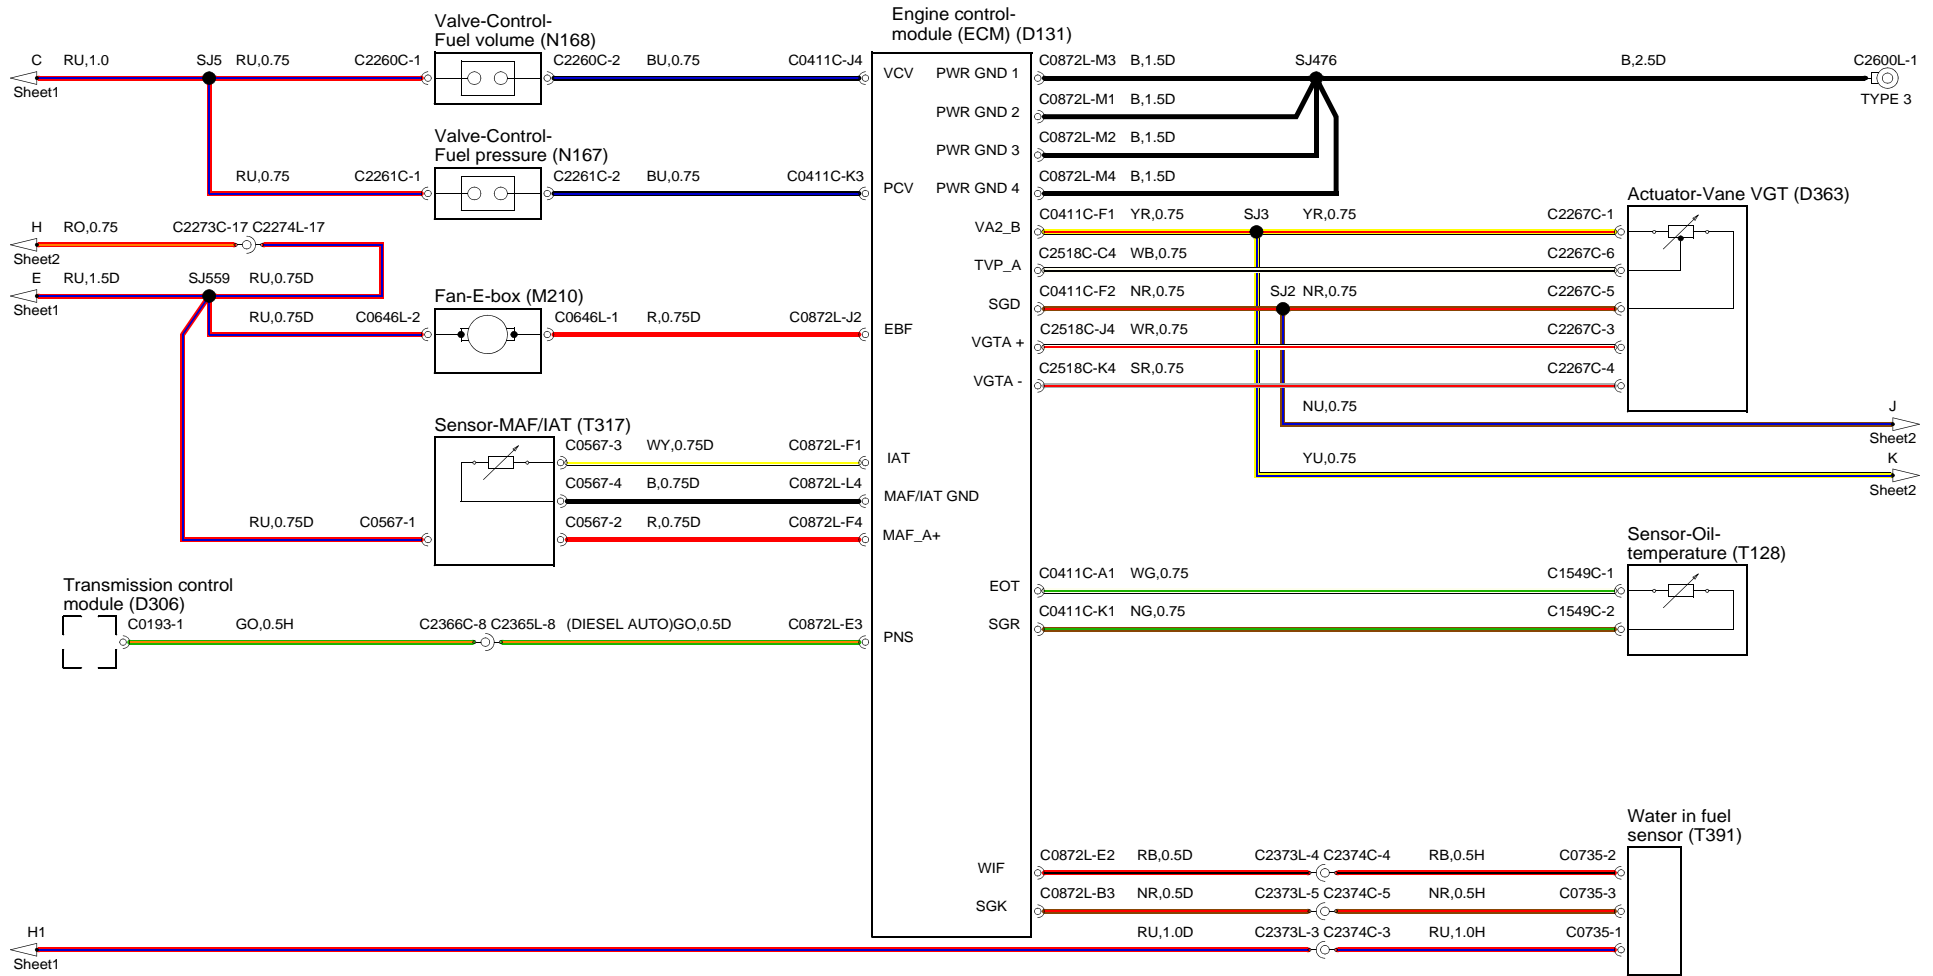 Engine control-
module (ECM) (D131)
Valve-Control-
Fuel volume (N168)
C RU,1.0 SJ5 RU,0.75 C2260C-1 C2260C-2 BU,0.75 C0411C-J4
Sheet1
VCV PWR GND 1 C0872L-M3 B,1.5D SJ476 B,2.5D C2600L-1
TYPE 3
PWR GND 2 C0872L-M1 B,1.5D
Valve-Control-
Fuel pressure (N167)
PWR GND 3 C0872L-M2 B,1.5D
RU,0.75 C2261C-1 C2261C-2 BU,0.75 C0411C-K3
PCV PWR GND 4 C0872L-M4 B,1.5D
Actuator-Vane VGT (D363)
H RO,0.75 C2273C-17 C2274L-17
Sheet2
VA2_B C0411C-F1 YR,0.75 SJ3 YR,0.75 C2267C-1
TVP_A C2518C-C4 WB,0.75 C2267C-6
E RU,1.5D SJ559 RU,0.75D
Sheet1
SGD C0411C-F2 NR,0.75 SJ2 NR,0.75 C2267C-5
Fan-E-box (M210)
RU,0.75D C0646L-2 C0646L-1 R,0.75D C0872L-J2
EBF
VGTA + C2518C-J4 WR,0.75 C2267C-3
VGTA - C2518C-K4 SR,0.75 C2267C-4
NU,0.75 J
Sheet2
Sensor-MAF/IAT (T317)
C0567-3 WY,0.75D C0872L-F1
IAT
YU,0.75 K
Sheet2
C0567-4 B,0.75D C0872L-L4
MAF/IAT GND
RU,0.75D C0567-1 C0567-2 R,0.75D C0872L-F4
MAF_A+
Sensor-Oil-
temperature (T128)
EOT C0411C-A1 WG,0.75 C1549C-1
Transmission control
module (D306)
SGR C0411C-K1 NG,0.75 C1549C-2
C0193-1 GO,0.5H C2366C-8 C2365L-8 (DIESEL AUTO)GO,0.5D C0872L-E3
PNS
Water in fuel
sensor (T391)
WIF C0872L-E2 RB,0.5D C2373L-4 C2374C-4 RB,0.5H C0735-2
SGK C0872L-B3 NR,0.5D C2373L-5 C2374C-5 NR,0.5H C0735-3
H1 RU,1.0D C2373L-3 C2374C-3 RU,1.0H C0735-1
Sheet1